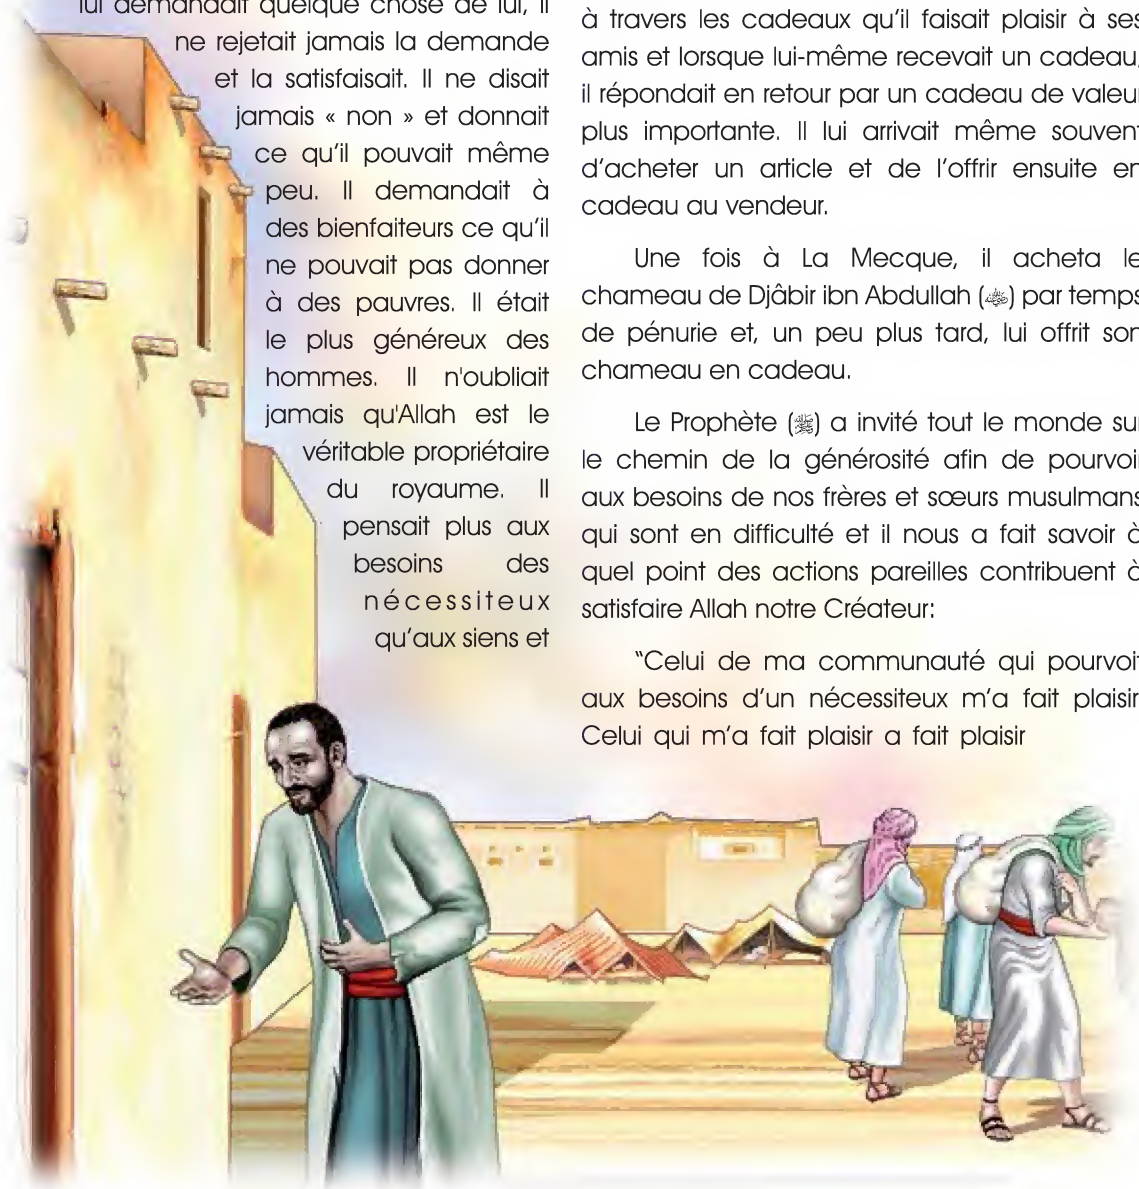 lui demandait quelque chose de lui, il
ne rejetait jamais la demande
et la satisfaisait. Il ne disait
jamais « non » et donnait
ce qu’il pouvait même
peu. Il demandait à
des bienfaiteurs ce qu’il
ne pouvait pas donner
à des pauvres. Il était
le plus généreux des
hommes. Il n'oubliait
jamais qu'Allah est le
véritable propriétaire
du royaume. Il
pensait plus aux
besoins des
nécessiteux
qu’aux siens et
à travers les cadeaux qu’il faisait plaisir à ses
amis et lorsque lui-même recevait un cadeau,
il répondait en retour par un cadeau de valeur
plus importante. Il lui arrivait même souvent
d’acheter un article et de l’offrir ensuite en
cadeau au vendeur.
Une fois à La Mecque, il acheta le
chameau de Djâbir ibn Abdullah () par temps
de pénurie et, un peu plus tard, lui offrit son
chameau en cadeau.
Le Prophète (ﷺ) a invité tout le monde sur
le chemin de la générosité afin de pourvoir
aux besoins de nos frères et sœurs musulmans
qui sont en difficulté et il nous a fait savoir à
quel point des actions pareilles contribuent à
satisfaire Allah notre Créateur:
“Celui de ma communauté qui pourvoit
aux besoins d’un nécessiteux m’a fait plaisir
Celui qui m’a fait plaisir a fait plaisir